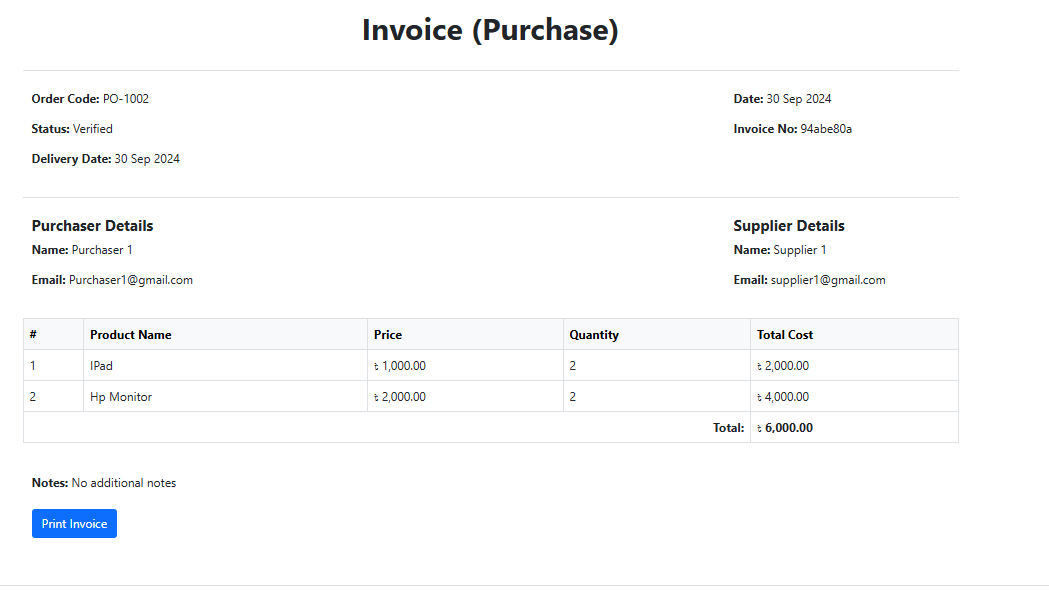 Invoice (Purchase)
Order Code: PO-1002
Date: 30 Sep 2024
Status: Verified
Invoice No: 94abe80a
Delivery Date: 30 Sep 2024
Purchaser Details
Supplier Details
Name: Purchaser 1
Name: Supplier 1
Email: Purchaser1@gmail.com
Email: supplier1@gmail.com
# Product Name Price Quantity Total Cost
1 IPad ৳ 1,000.00 2 ৳ 2,000.00
2 Hp Monitor ৳ 2,000.00 2 ৳ 4,000.00
Total: ৳ 6,000.00
Notes: No additional notes
Print Invoice